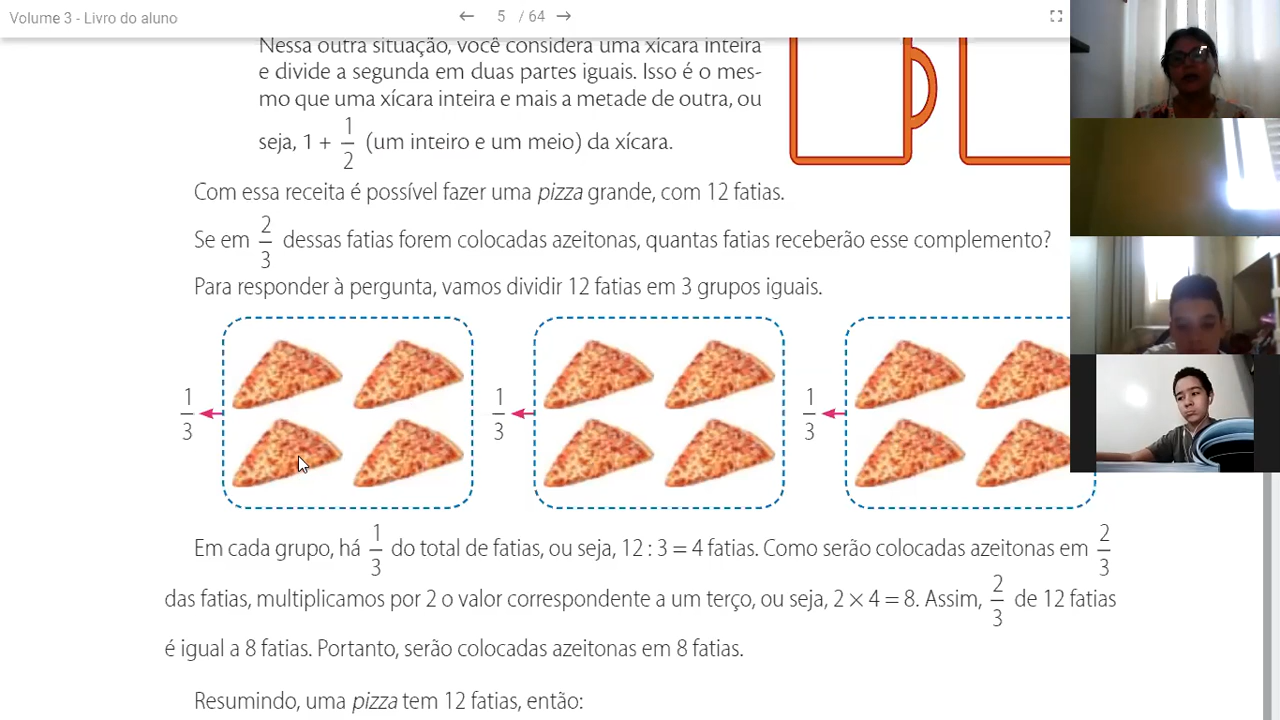 Volume 3 - Livro do aluno
5 / 64
Nessa outra situação, você considera uma xícara inteira
e divide a segunda em duas partes iguais. Isso é o mes-
mo que uma xícara inteira e mais a metade de outra, ou
seja, 1 + 1/2 (um inteiro e um meio) da xícara.
Com essa receita é possível fazer uma pizza grande, com 12 fatias.
Se em 2/3 dessas fatias forem colocadas azeitonas, quantas fatias receberão esse complemento?
Para responder à pergunta, vamos dividir 12 fatias em 3 grupos iguais.
1/3 1/3 1/3
Em cada grupo, há 1/3 do total de fatias, ou seja, 12 : 3 = 4 fatias. Como serão colocadas azeitonas em 2/3
das fatias, multiplicamos por 2 o valor correspondente a um terço, ou seja, 2 × 4 = 8. Assim, 2/3 de 12 fatias
é igual a 8 fatias. Portanto, serão colocadas azeitonas em 8 fatias.
Resumindo, uma pizza tem 12 fatias, então: